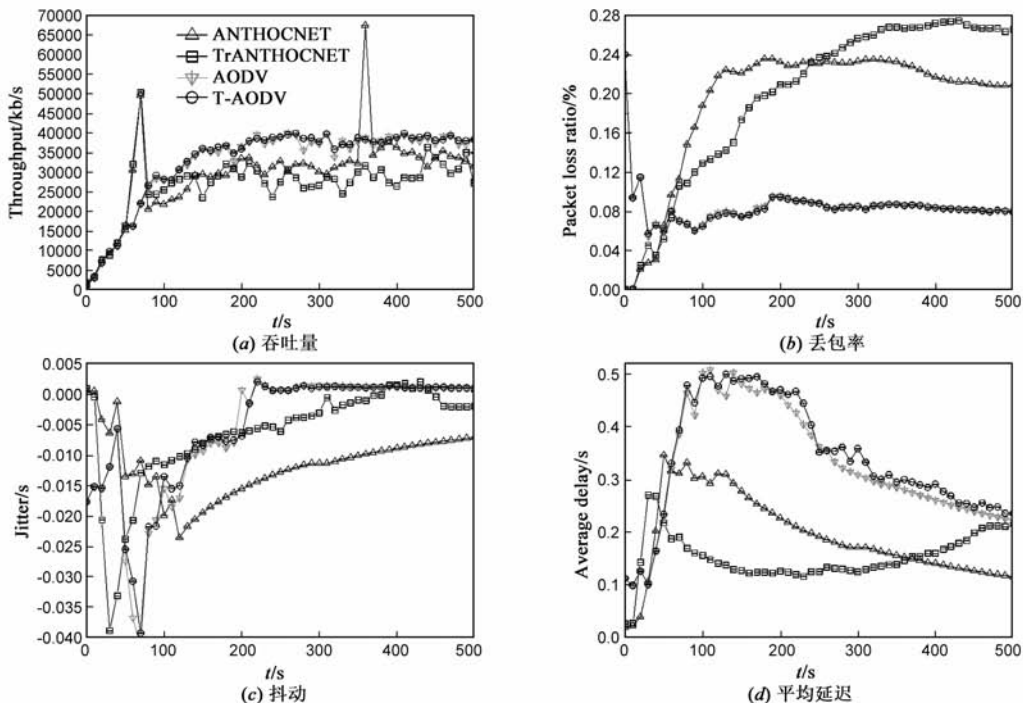 70000
65000
60000
55000
50000
45000
40000
35000
30000
25000
20000
15000
10000
5000
0
Throughput/kb/s
ANTHOCNET
TrANTHOCNET
AODV
T-AODV
0 100 200 300 400 500
t/s
(a) 吞吐量
0.28
0.24
0.20
0.16
0.12
0.08
0.04
0.00
Packet loss ratio/%
0 100 200 300 400 500
t/s
(b) 丢包率
0.005
0.000
-0.005
-0.010
-0.015
-0.020
-0.025
-0.030
-0.035
-0.040
Jitter/s
0 100 200 300 400 500
t/s
(c) 抖动
0.5
0.4
0.3
0.2
0.1
0.0
Average delay/s
0 100 200 300 400 500
t/s
(d) 平均延迟